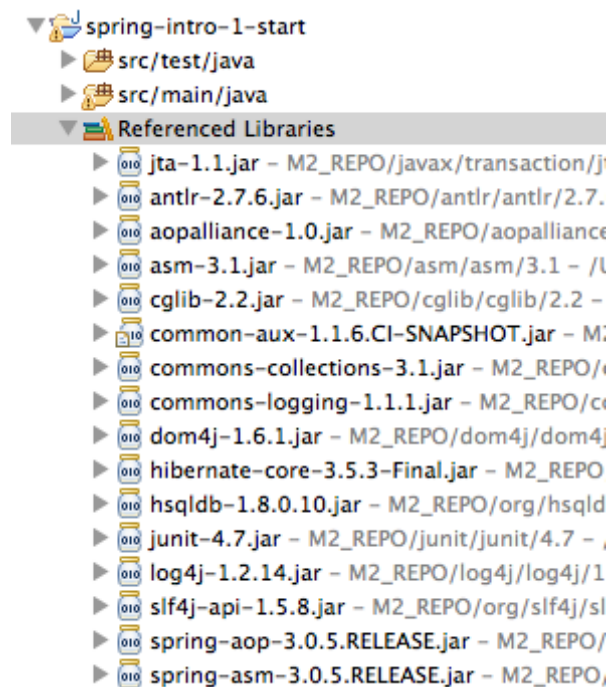 spring-intro-1-start
src/test/java
src/main/java
Referenced Libraries
jta-1.1.jar – M2_REPO/javax/transaction/jt
antlr-2.7.6.jar – M2_REPO/antlr/antlr/2.7.
aopalliance-1.0.jar – M2_REPO/aopalliance
asm-3.1.jar – M2_REPO/asm/asm/3.1 – /U
cglib-2.2.jar – M2_REPO/cglib/cglib/2.2 –
common-aux-1.1.6.CI-SNAPSHOT.jar – M2
commons-collections-3.1.jar – M2_REPO/c
commons-logging-1.1.1.jar – M2_REPO/co
dom4j-1.6.1.jar – M2_REPO/dom4j/dom4j
hibernate-core-3.5.3-Final.jar – M2_REPO
hsqldb-1.8.0.10.jar – M2_REPO/org/hsqld
junit-4.7.jar – M2_REPO/junit/junit/4.7 – /
log4j-1.2.14.jar – M2_REPO/log4j/log4j/1
slf4j-api-1.5.8.jar – M2_REPO/org/slf4j/sl
spring-aop-3.0.5.RELEASE.jar – M2_REPO/
spring-asm-3.0.5.RELEASE.jar – M2_REPO/